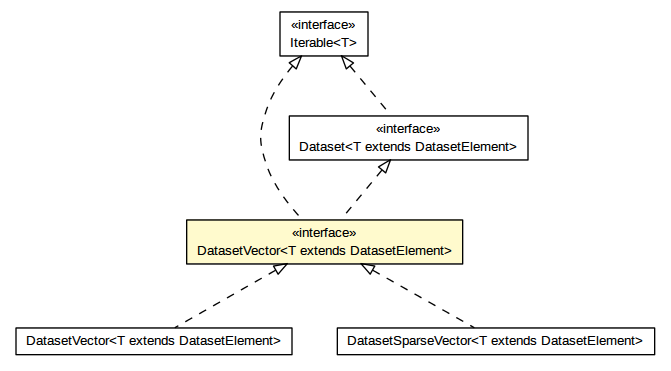 «interface»
Iterable<T>
«interface»
Dataset<T extends DatasetElement>
«interface»
DatasetVector<T extends DatasetElement>
DatasetVector<T extends DatasetElement>
DatasetSparseVector<T extends DatasetElement>